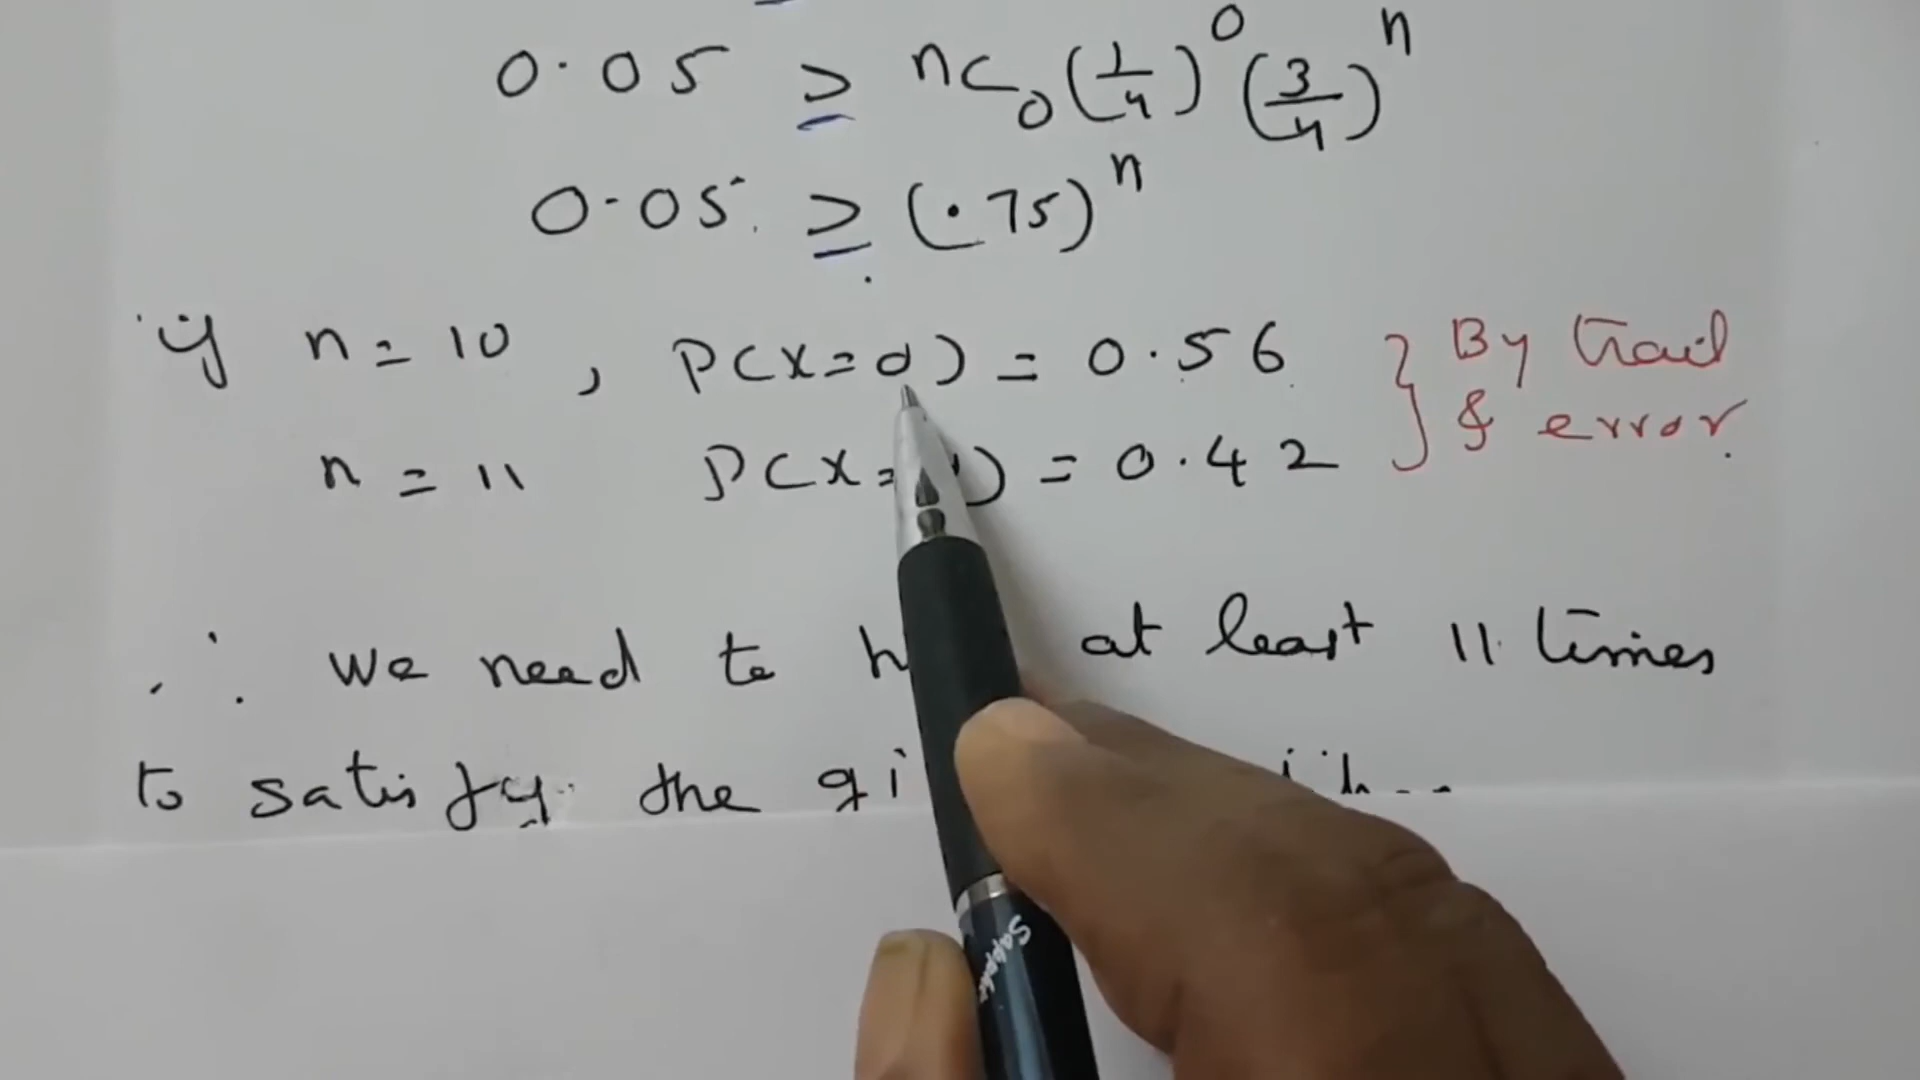 0.05 ≥ nC₀ (1/4)⁰ (3/4)ⁿ
0.05 ≥ (.75)ⁿ
if n = 10, P(X=0) = 0.56 } By trail
n = 11 P(X= ) = 0.42 & error.
∴ We need to at least 11 times
to satisfy the